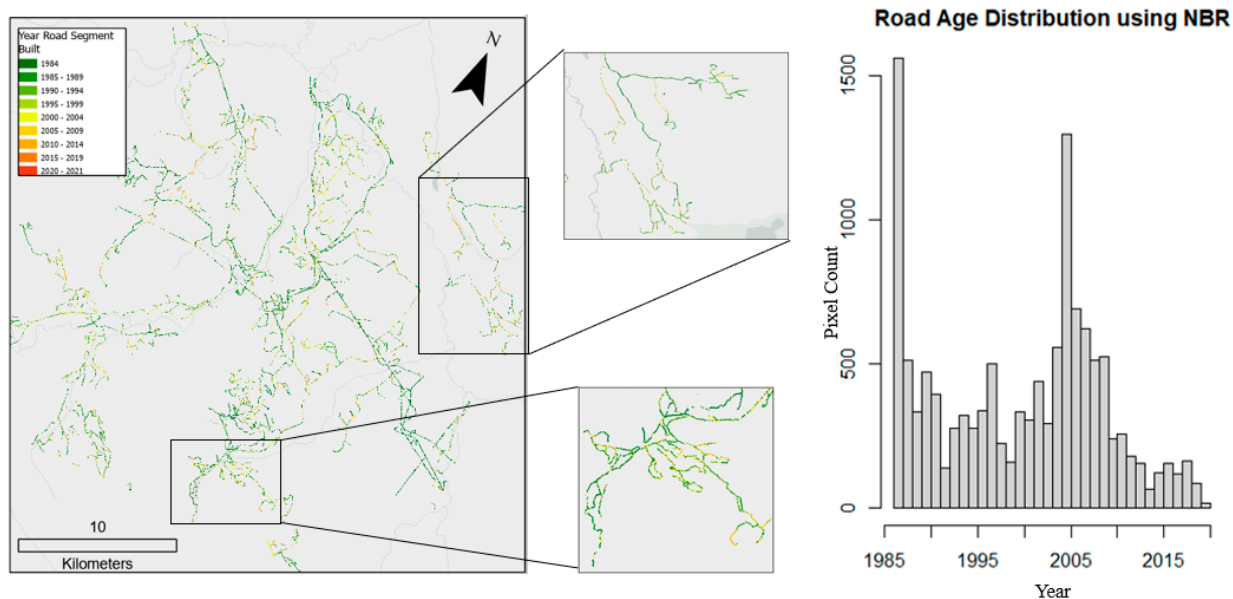 Year Road Segment
Built
1984
1985 - 1989
1990 - 1994
1995 - 1999
2000 - 2004
2005 - 2009
2010 - 2014
2015 - 2019
2020 - 2021
N
10
Kilometers
Road Age Distribution using NBR
Pixel Count
1500
1000
500
0
1985 1995 2005 2015
Year